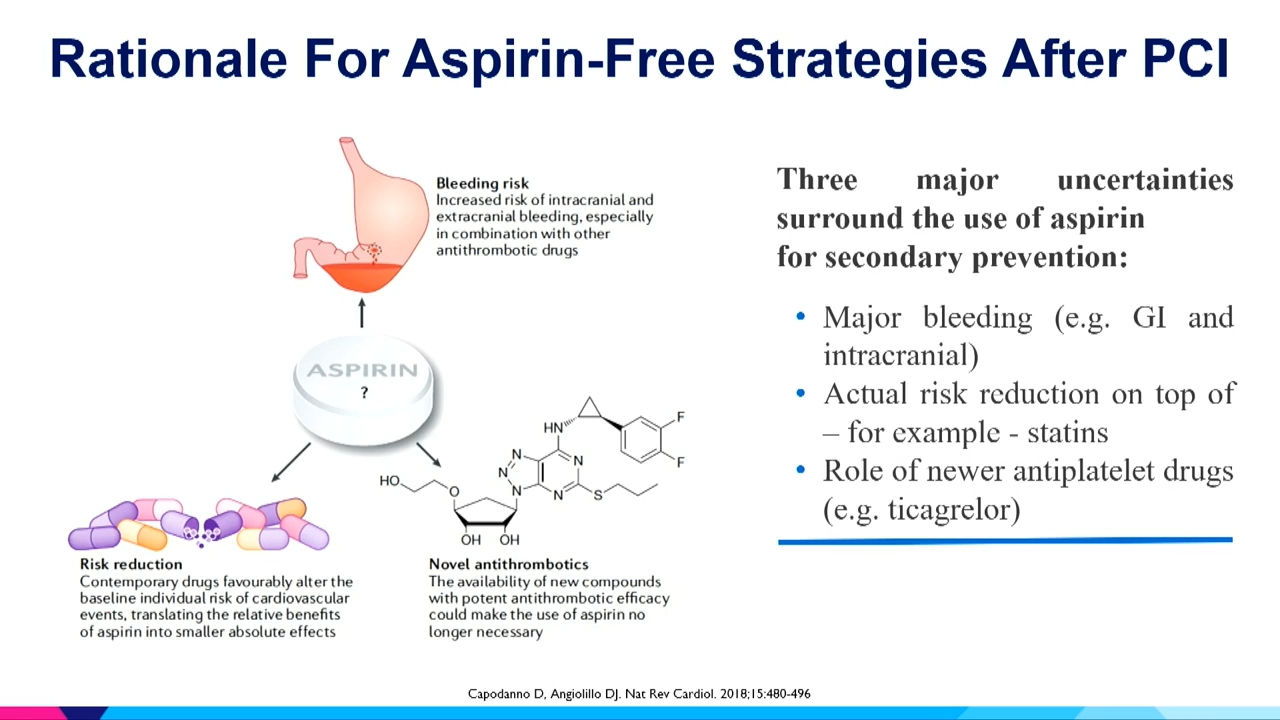 Rationale For Aspirin-Free Strategies After PCI
Bleeding risk
Increased risk of intracranial and
extracranial bleeding, especially
in combination with other
antithrombotic drugs
ASPIRIN
?
HO
O
OH
OH
N
N
N
HN
N
N
S
F
F
Risk reduction
Contemporary drugs favourably alter the
baseline individual risk of cardiovascular
events, translating the relative benefits
of aspirin into smaller absolute effects
Novel antithrombotics
The availability of new compounds
with potent antithrombotic efficacy
could make the use of aspirin no
longer necessary
Three major uncertainties
surround the use of aspirin
for secondary prevention:
• Major bleeding (e.g. GI and
intracranial)
• Actual risk reduction on top of
– for example - statins
• Role of newer antiplatelet drugs
(e.g. ticagrelor)
Capodanno D, Angiolillo DJ. Nat Rev Cardiol. 2018;15:480-496